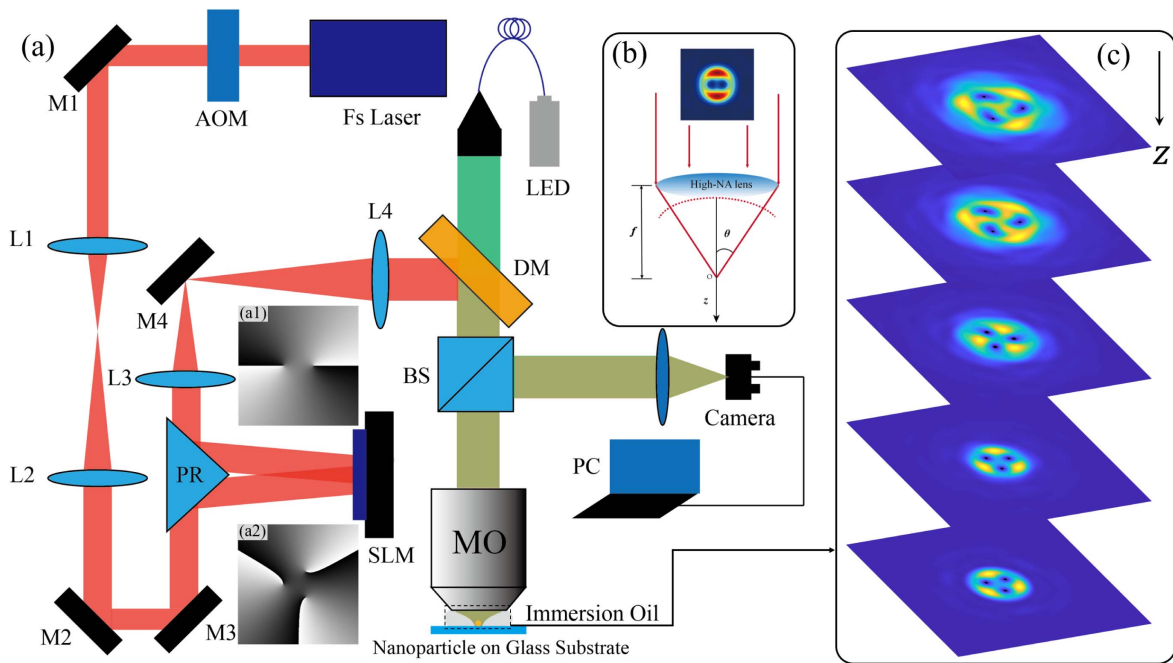 (a)
M1
AOM
Fs Laser
LED
(b)
High-NA lens
f
θ
O
z
(c)
z
L1
L4
DM
M4
(a1)
L3
BS
Camera
L2
PR
PC
(a2)
SLM
MO
M2
M3
Immersion Oil
Nanoparticle on Glass Substrate